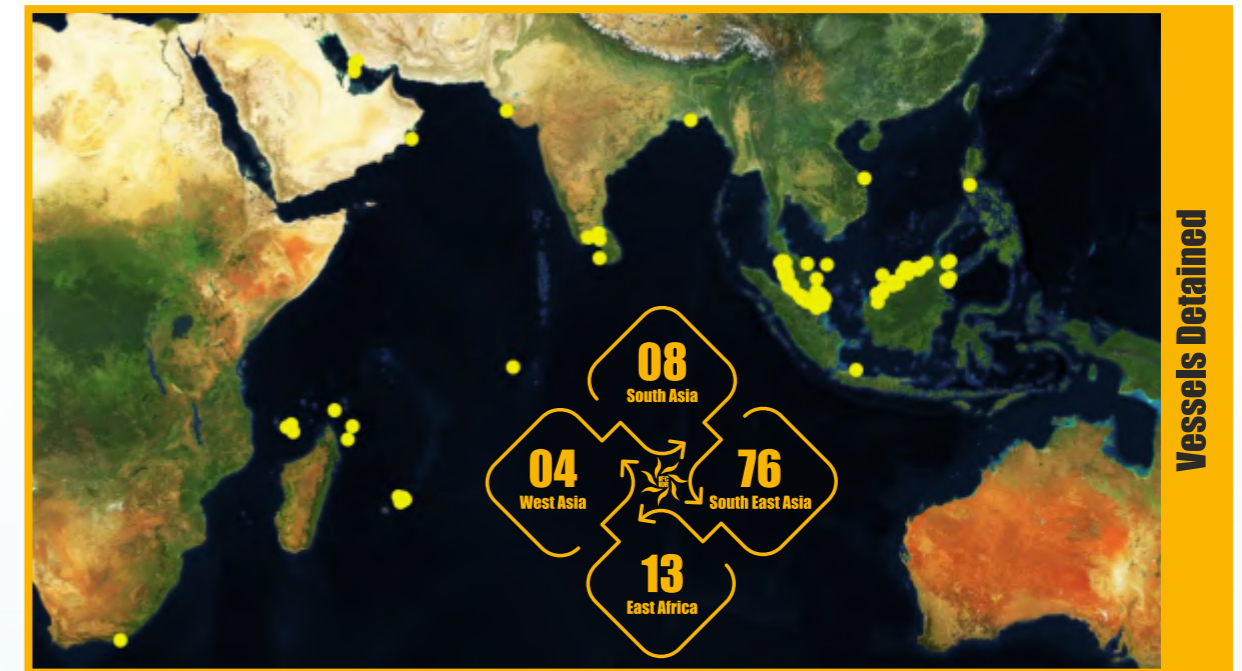 08
South Asia
04
West Asia
76
South East Asia
13
East Africa
Vessels Detained